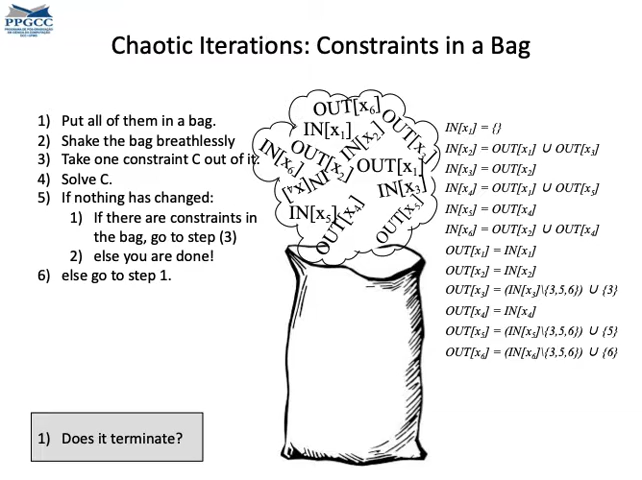 PPGCC
Chaotic Iterations: Constraints in a Bag
1) Put all of them in a bag.
2) Shake the bag breathlessly
3) Take one constraint C out of it.
4) Solve C.
5) If nothing has changed:
1) If there are constraints in
the bag, go to step (3)
2) else you are done!
6) else go to step 1.
OUT[x₆]
IN[x₁]
IN[x₂]
IN[x₆]
OUT[x₂]
OUT[x₁]
IN[x₄]
IN[x₃]
IN[x₅]
OUT[x₄]
OUT[x₅]
IN[x₁] = {}
IN[x₂] = OUT[x₁] ∪ OUT[x₃]
IN[x₃] = OUT[x₂]
IN[x₄] = OUT[x₁] ∪ OUT[x₅]
IN[x₅] = OUT[x₄]
IN[x₆] = OUT[x₂] ∪ OUT[x₄]
OUT[x₁] = IN[x₁]
OUT[x₂] = IN[x₂]
OUT[x₃] = (IN[x₃]\{3,5,6}) ∪ {3}
OUT[x₄] = IN[x₄]
OUT[x₅] = (IN[x₅]\{3,5,6}) ∪ {5}
OUT[x₆] = (IN[x₆]\{3,5,6}) ∪ {6}
1) Does it terminate?